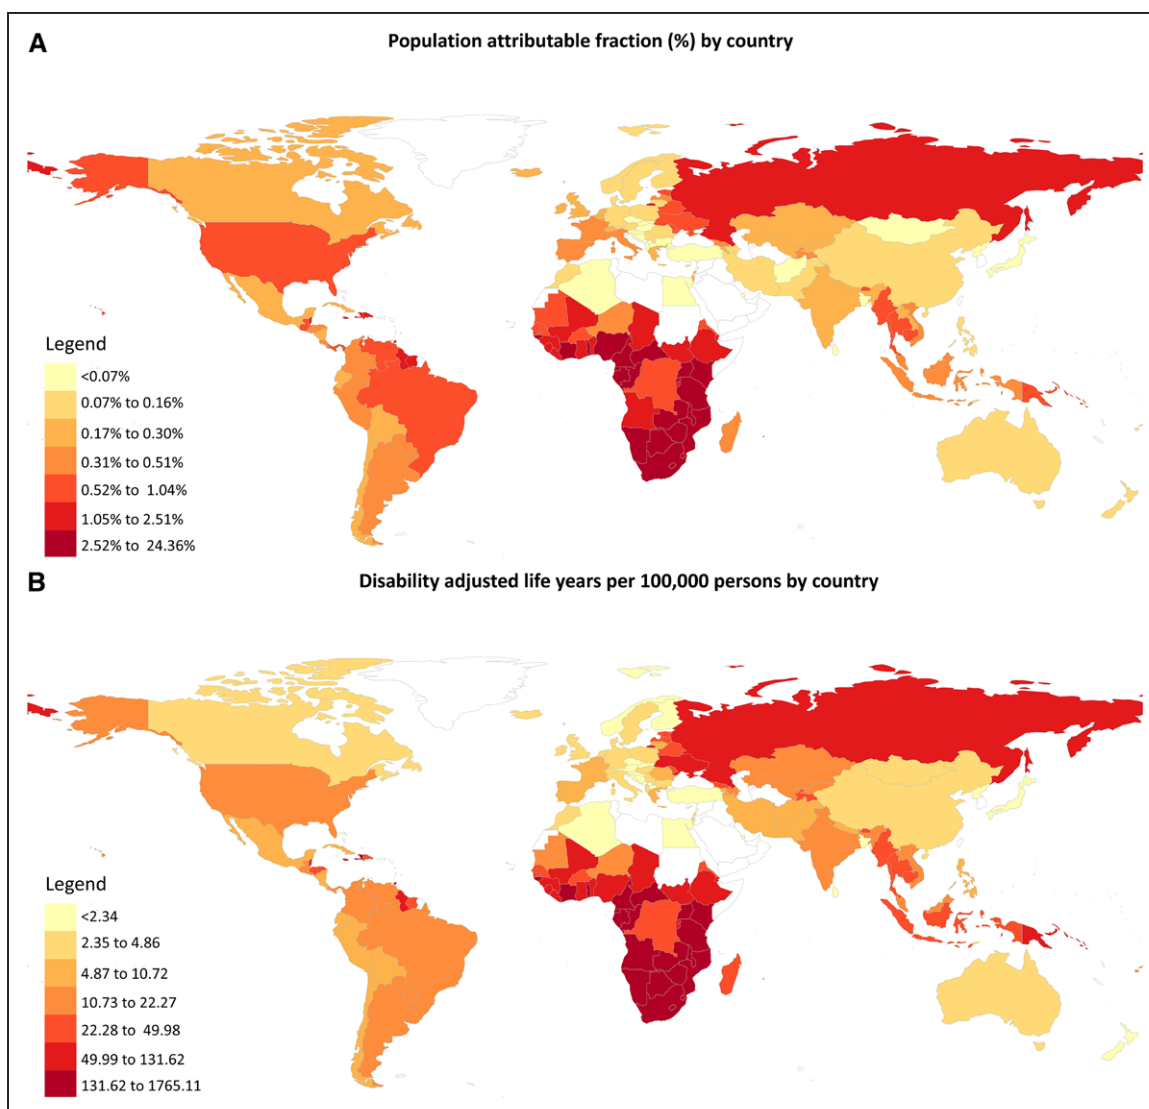 A
Population attributable fraction (%) by country
Legend
<0.07%
0.07% to 0.16%
0.17% to 0.30%
0.31% to 0.51%
0.52% to 1.04%
1.05% to 2.51%
2.52% to 24.36%
B
Disability adjusted life years per 100,000 persons by country
Legend
<2.34
2.35 to 4.86
4.87 to 10.72
10.73 to 22.27
22.28 to 49.98
49.99 to 131.62
131.62 to 1765.11